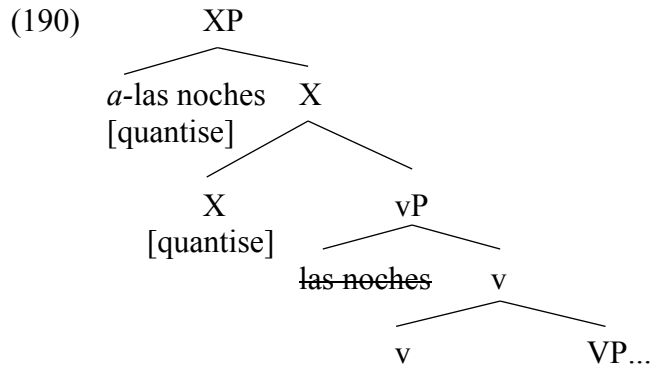 (190) XP
a-las noches X
[quantise]
X vP
[quantise]
las noches v
v VP...